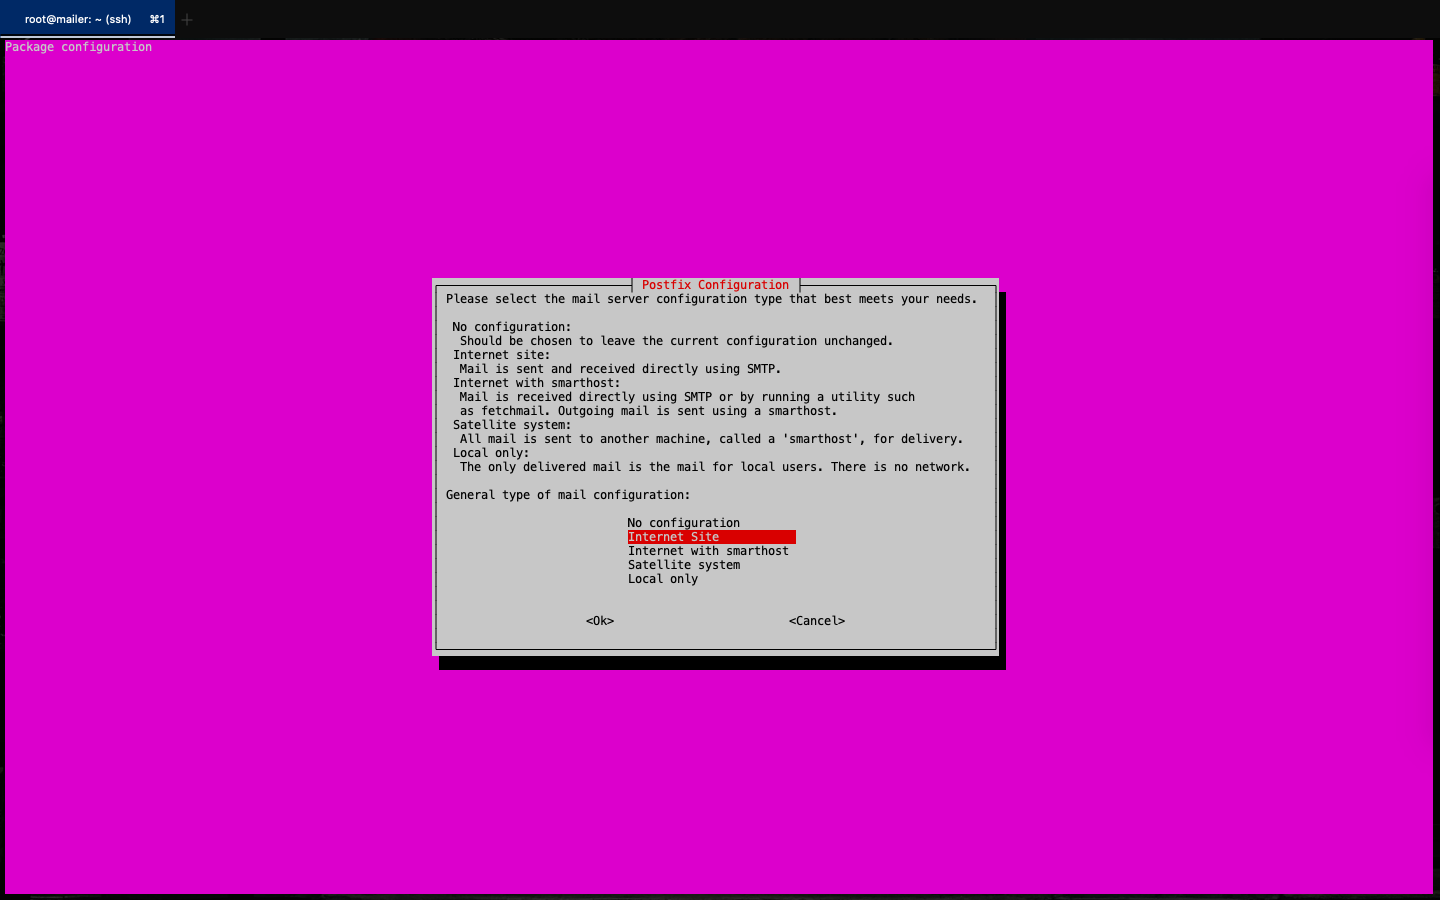 root@mailer: ~ (ssh) ⌘1 +
Package configuration
Postfix Configuration
Please select the mail server configuration type that best meets your needs.
No configuration:
Should be chosen to leave the current configuration unchanged.
Internet site:
Mail is sent and received directly using SMTP.
Internet with smarthost:
Mail is received directly using SMTP or by running a utility such
as fetchmail. Outgoing mail is sent using a smarthost.
Satellite system:
All mail is sent to another machine, called a 'smarthost', for delivery.
Local only:
The only delivered mail is the mail for local users. There is no network.
General type of mail configuration:
No configuration
Internet Site
Internet with smarthost
Satellite system
Local only
<Ok> <Cancel>